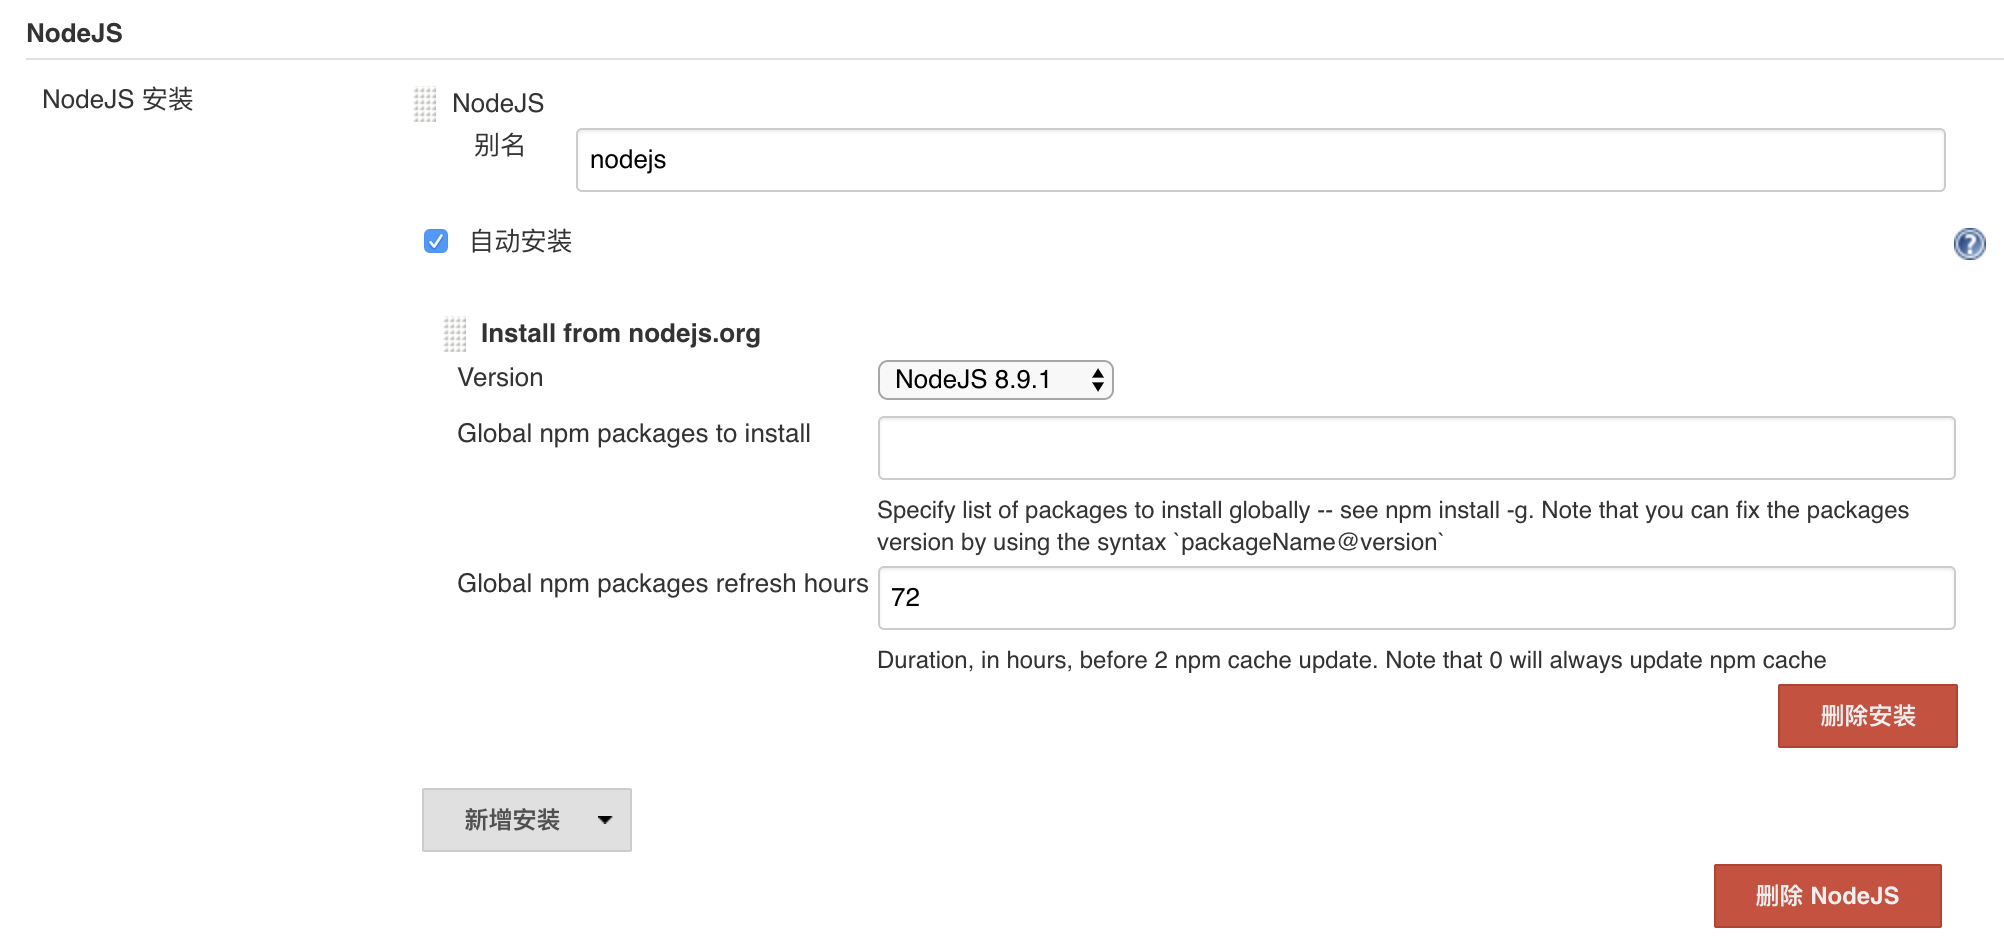 NodeJS
NodeJS 安装
NodeJS
别名
nodejs
自动安装
?
Install from nodejs.org
Version
NodeJS 8.9.1
Global npm packages to install
Specify list of packages to install globally -- see npm install -g. Note that you can fix the packages
version by using the syntax `packageName@version`
Global npm packages refresh hours
72
Duration, in hours, before 2 npm cache update. Note that 0 will always update npm cache
删除安装
新增安装
删除 NodeJS